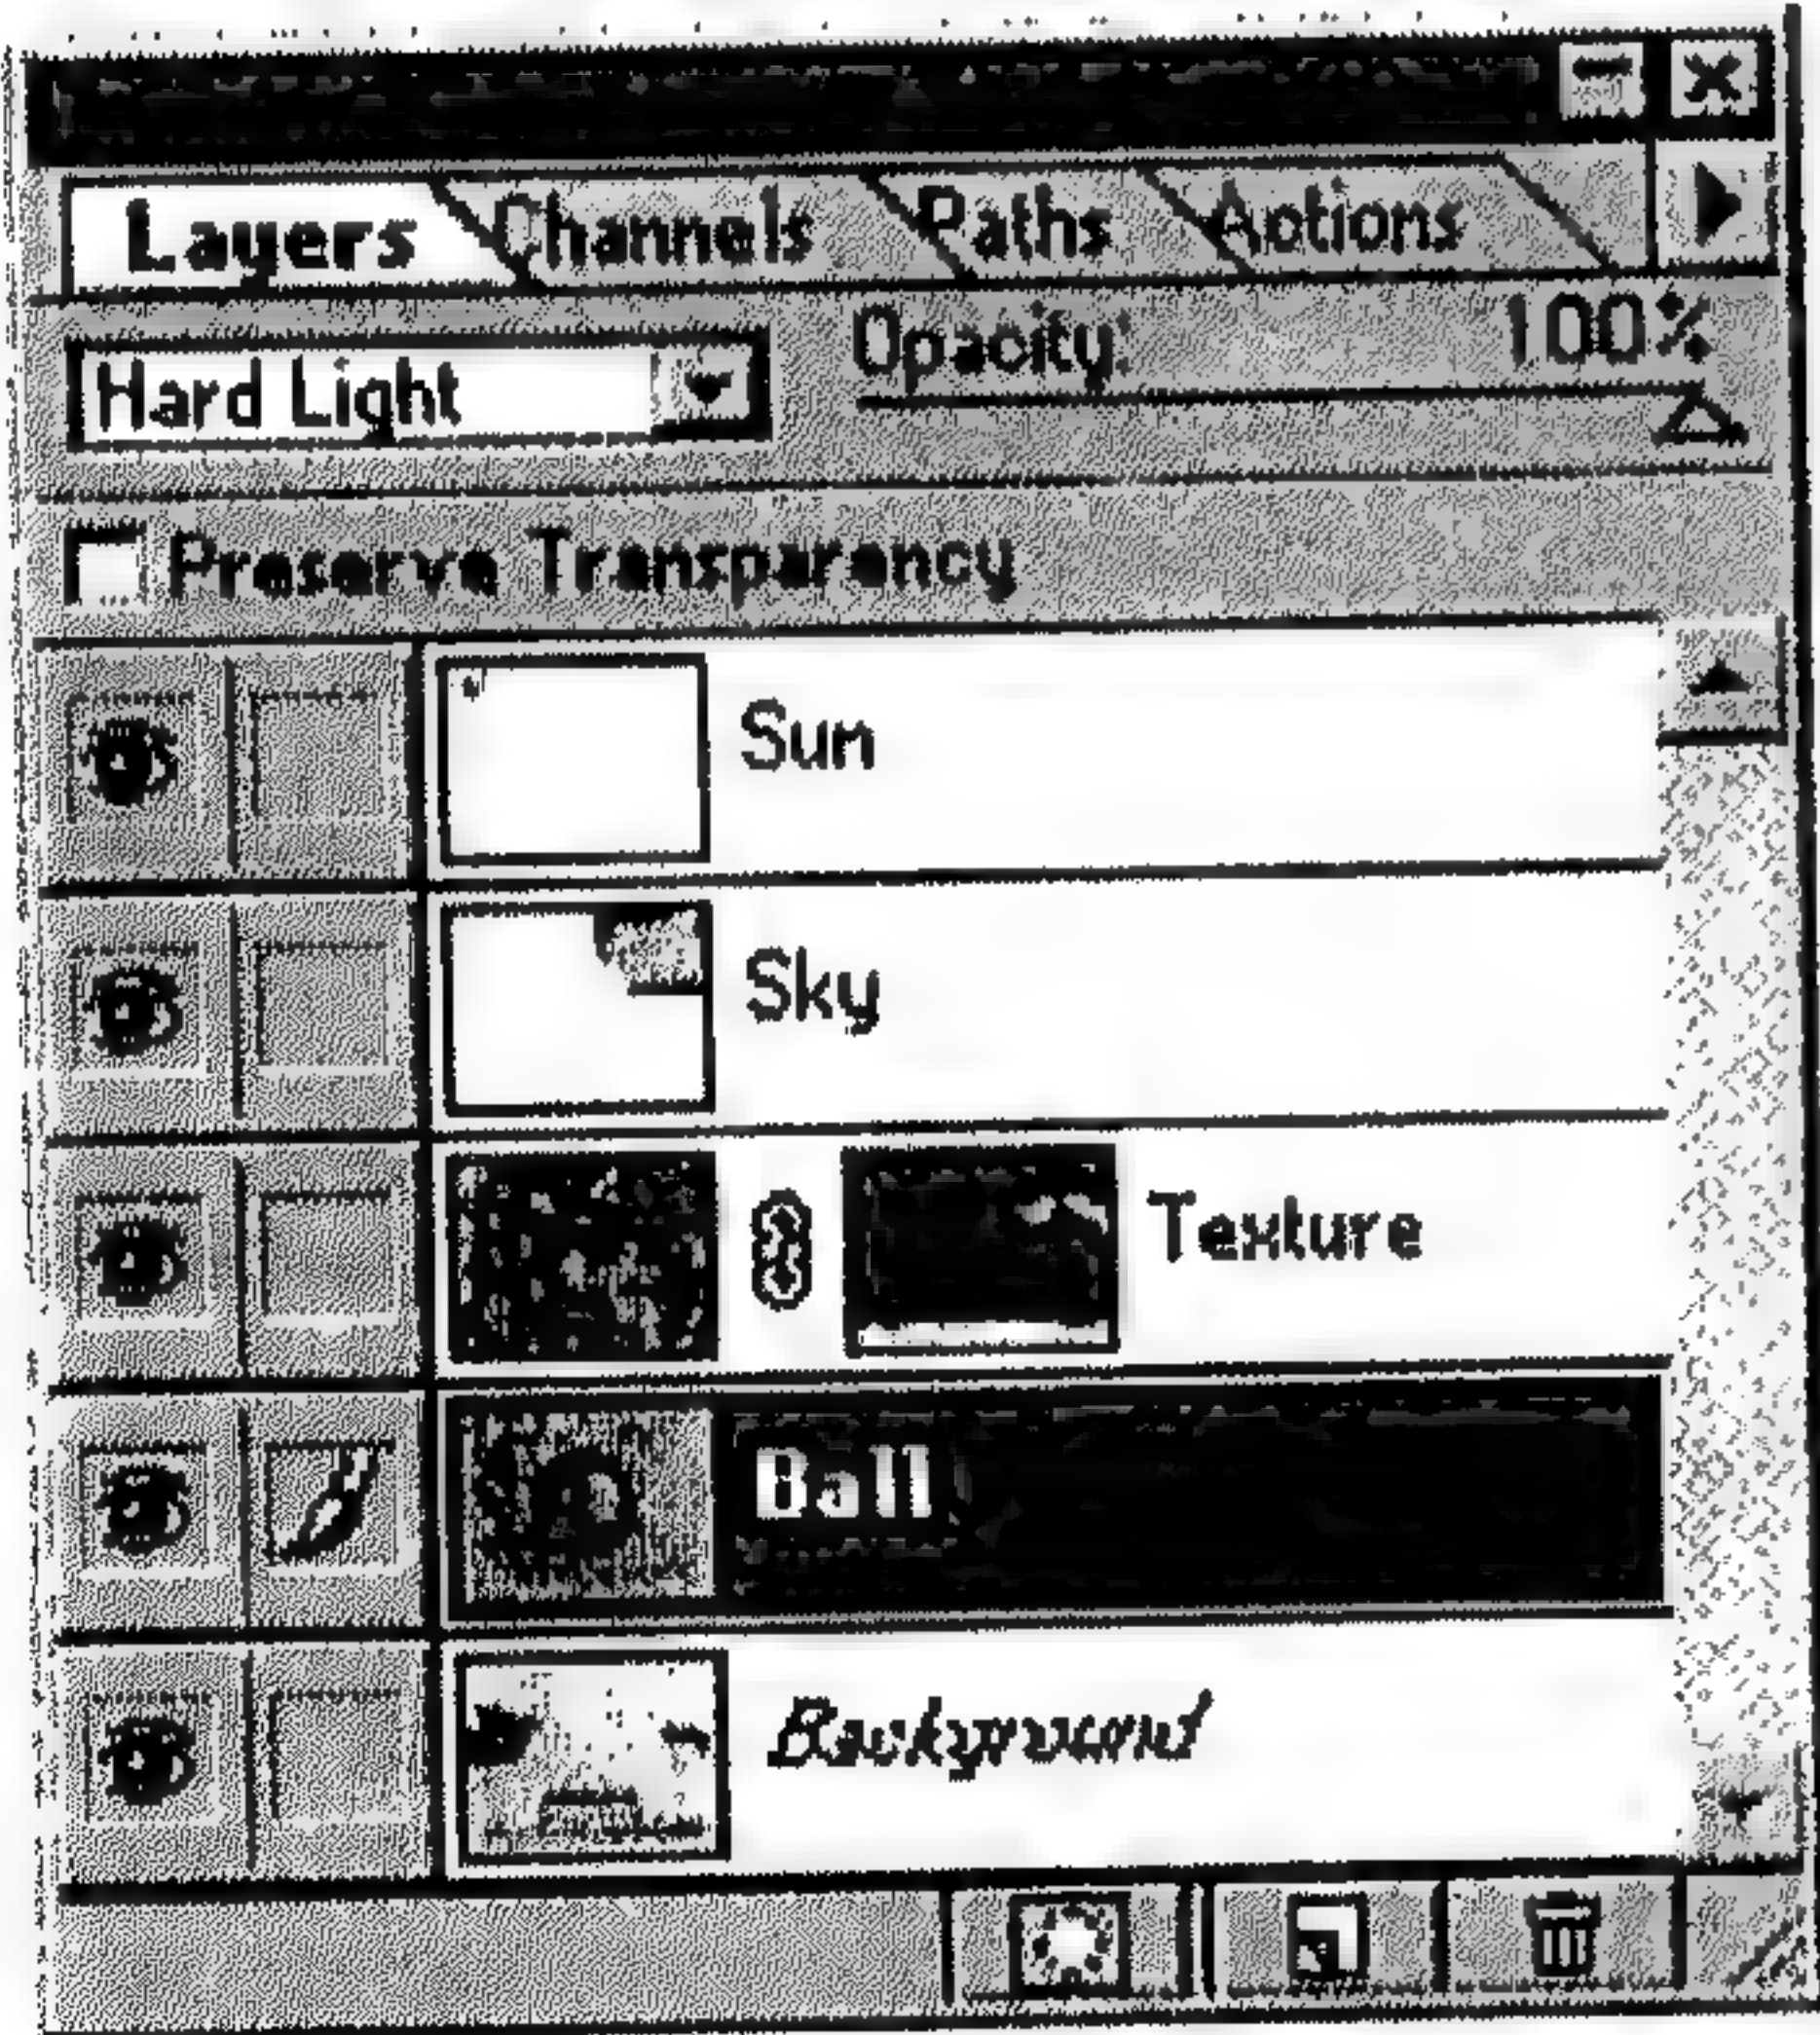 Layers Channels Paths Actions
Hard Light Opacity: 100%
Preserve Transparency
Sun
Sky
Texture
Ball
Background